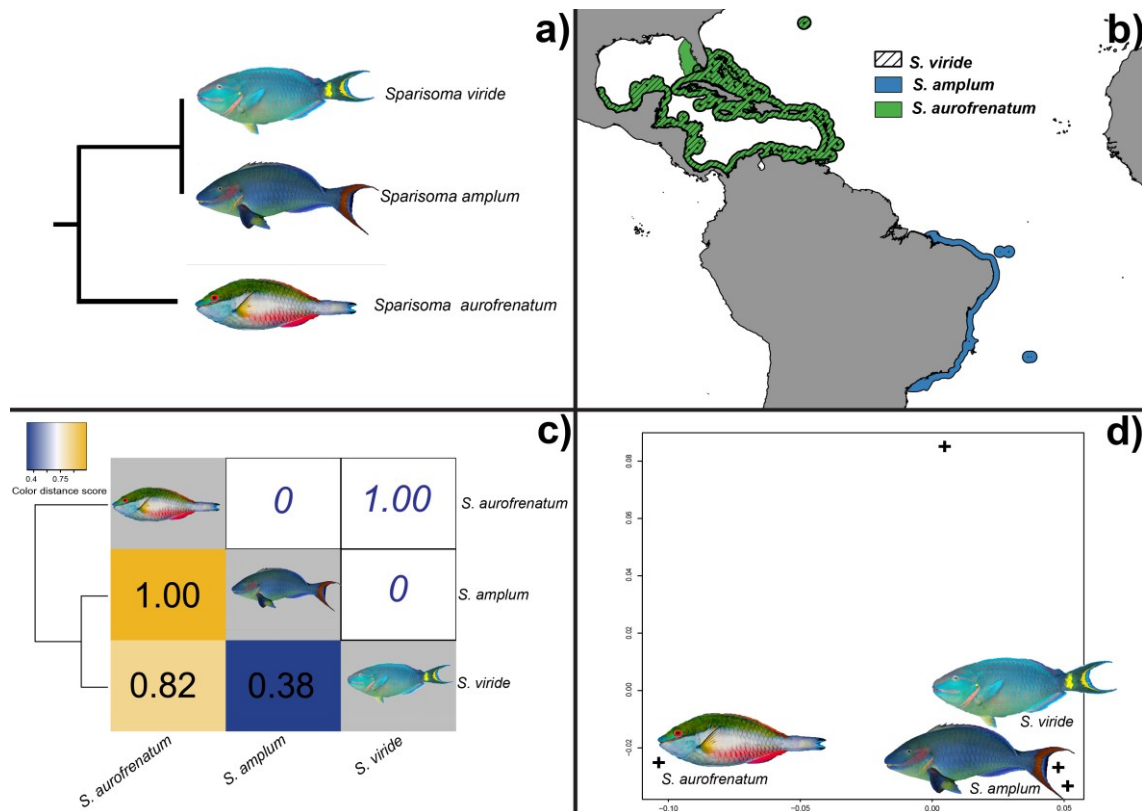 a)
Sparisoma viride
Sparisoma amplum
Sparisoma aurofrenatum
b)
S. viride
S. amplum
S. aurofrenatum
c)
0.4 0.75
Color distance score
0 1.00 S. aurofrenatum
1.00 0 S. amplum
0.82 0.38 S. viride
S. aurofrenatum S. amplum S. viride
d)
0.08
0.06
0.04
0.02
0.00
-0.02
S. viride
S. aurofrenatum
S. amplum
-0.10 -0.05 0.00 0.05